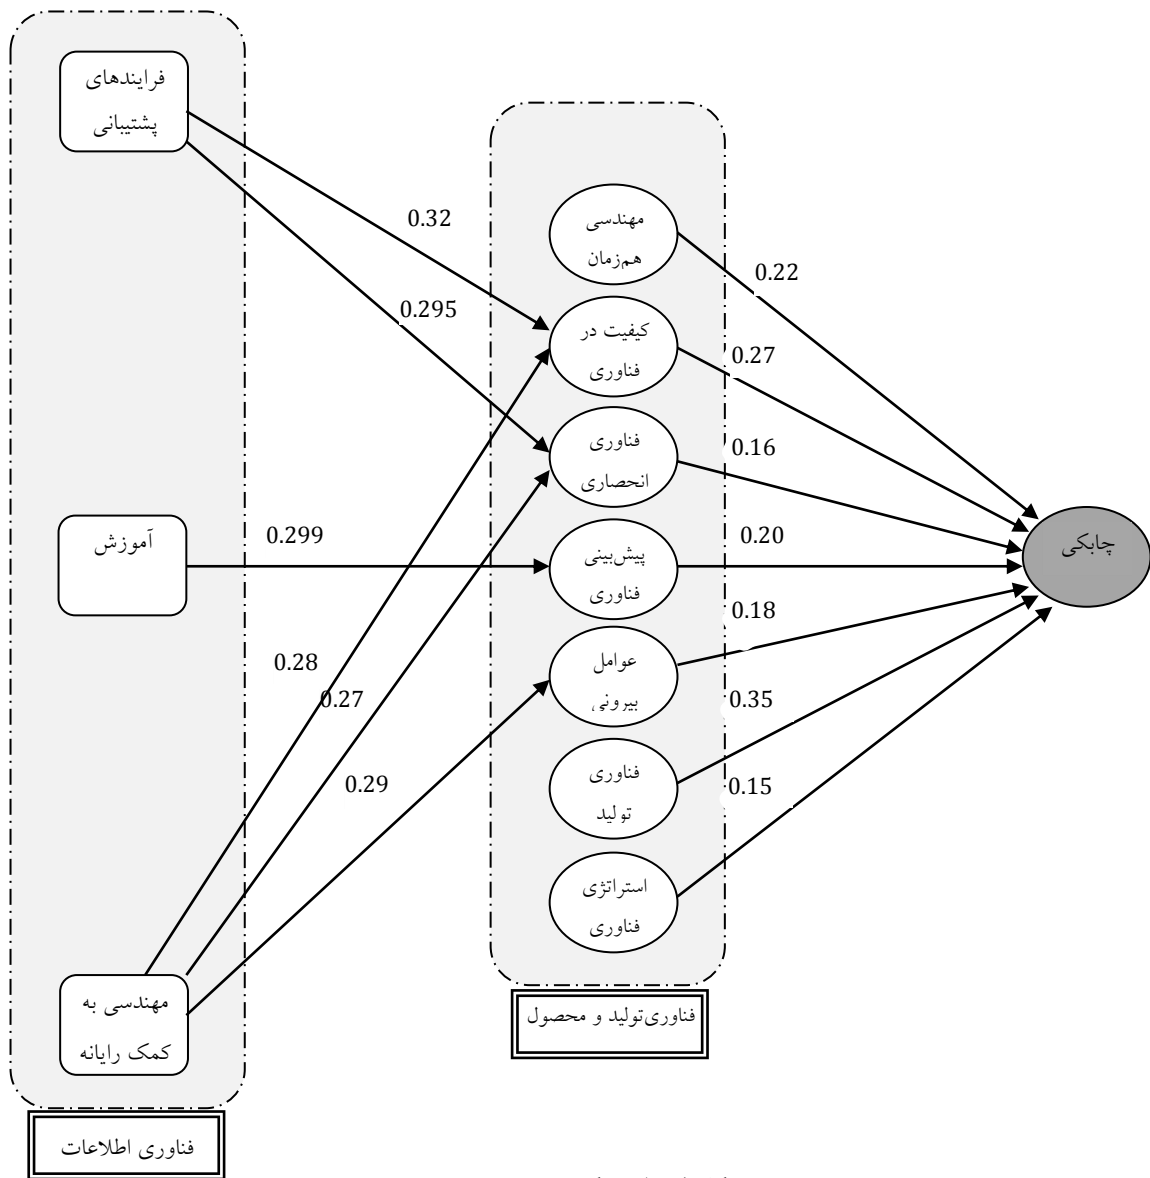 فرایندهای
پشتیبانی
0.32
0.295
آموزش
0.299
0.28
0.27
0.29
مهندسی به
کمک رایانه
فناوری اطلاعات
مهندسی
هم‌زمان
کیفیت در
فناوری
فناوری
انحصاری
پیش‌بینی
فناوری
عوامل
بیرونی
فناوری
تولید
استراتژی
فناوری
فناوری‌تولید و محصول
0.22
0.27
0.16
0.20
0.18
0.35
0.15
چابکی